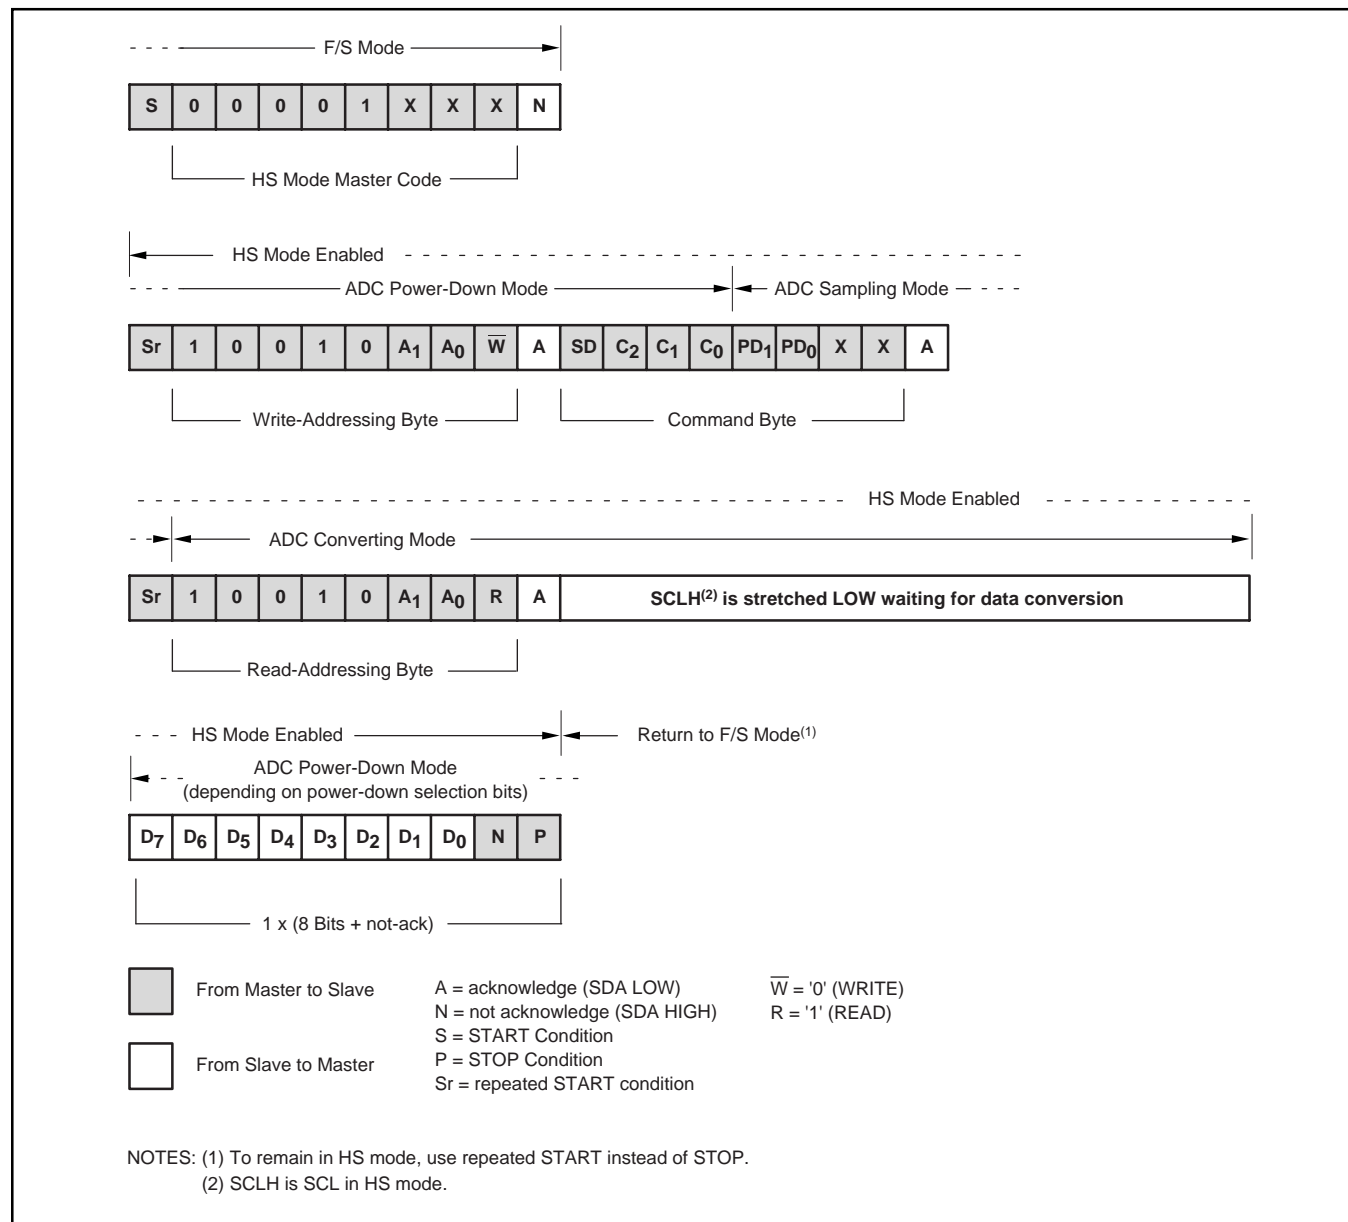 F/S Mode
S 0 0 0 0 1 X X X N
HS Mode Master Code
HS Mode Enabled
ADC Power-Down Mode ADC Sampling Mode
Sr 1 0 0 1 0 A1 A0 W̅ A SD C2 C1 C0 PD1 PD0 X X A
Write-Addressing Byte Command Byte
HS Mode Enabled
ADC Converting Mode
Sr 1 0 0 1 0 A1 A0 R A SCLH(2) is stretched LOW waiting for data conversion
Read-Addressing Byte
HS Mode Enabled Return to F/S Mode(1)
ADC Power-Down Mode
(depending on power-down selection bits)
D7 D6 D5 D4 D3 D2 D1 D0 N P
1 x (8 Bits + not-ack)
From Master to Slave
From Slave to Master
A = acknowledge (SDA LOW)
N = not acknowledge (SDA HIGH)
S = START Condition
P = STOP Condition
Sr = repeated START condition
W̅ = '0' (WRITE)
R = '1' (READ)
NOTES: (1) To remain in HS mode, use repeated START instead of STOP.
(2) SCLH is SCL in HS mode.